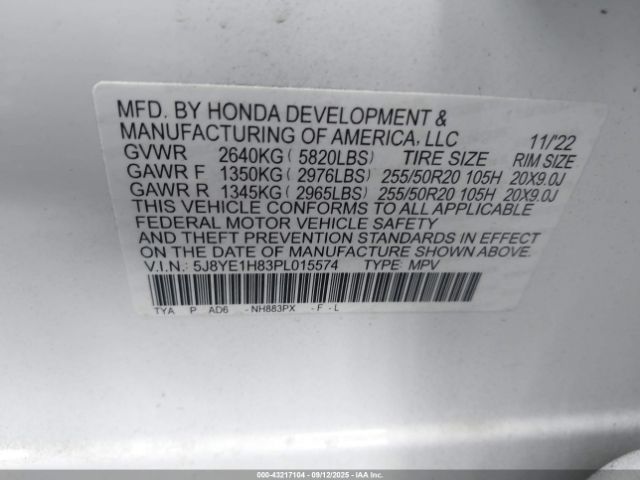 MFD. BY HONDA DEVELOPMENT &
MANUFACTURING OF AMERICA, LLC 11/'22
GVWR 2640KG ( 5820LBS) TIRE SIZE RIM SIZE
GAWR F 1350KG ( 2976LBS) 255/50R20 105H 20X9.0J
GAWR R 1345KG ( 2965LBS) 255/50R20 105H 20X9.0J
THIS VEHICLE CONFORMS TO ALL APPLICABLE
FEDERAL MOTOR VEHICLE SAFETY
AND THEFT PREVENTION STANDARDS IN EFFECT
ON THE DATE OF MANUFACTURE SHOWN ABOVE.
V.I.N.: 5J8YE1H83PL015574 TYPE: MPV
TYA P AD6 -NH883PX -F-L
000-43217104 - 09/12/2025 - IAA Inc.